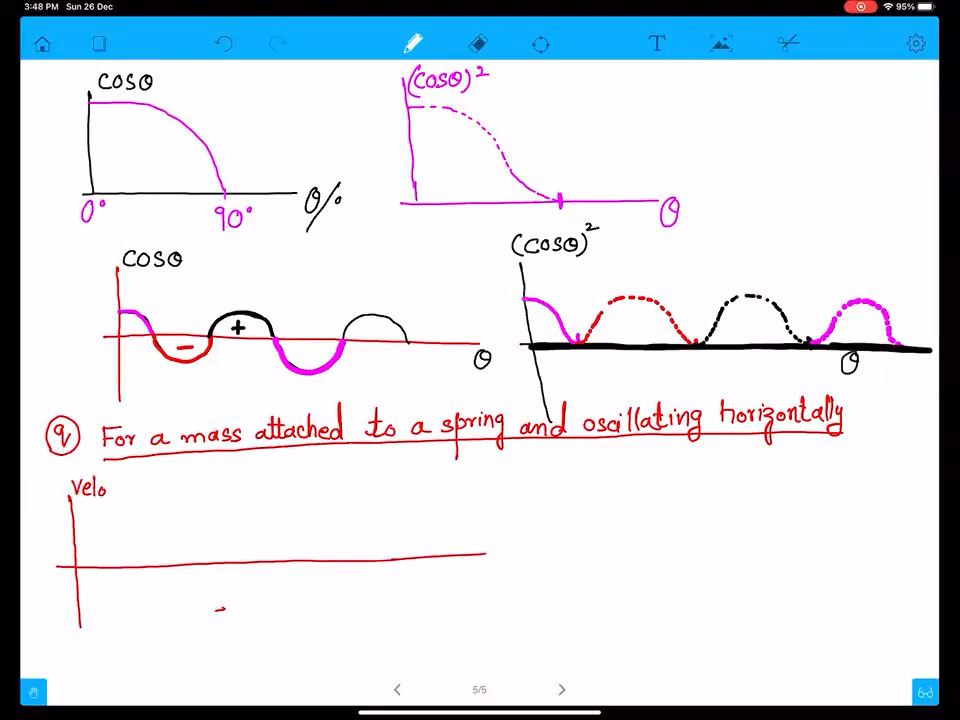 3:48 PM Sun 26 Dec 95%
T
cosθ
(cosθ)²
0° 90° θ/.
θ
cosθ
(cosθ)²
+
−
θ
θ
9 For a mass attached to a spring and oscillating horizontally
Velo
5/5